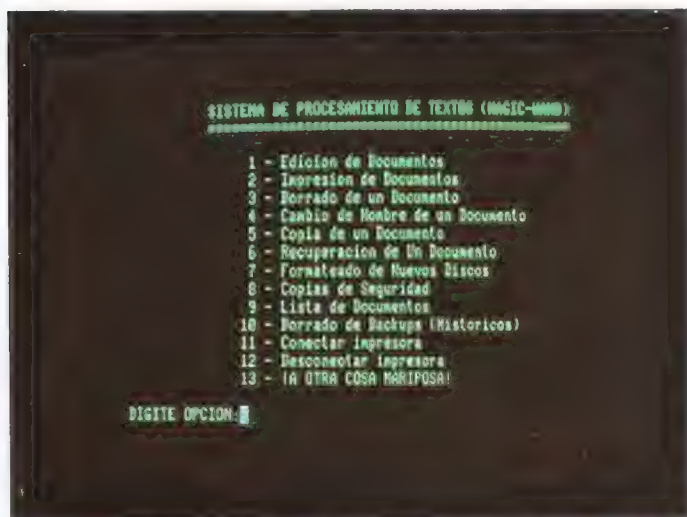 SISTEMA DE PROCESAMIENTO DE TEXTOS (MAGIC-WAND)
1 - Edicion de Documentos
2 - Impresion de Documentos
3 - Borrado de un Documento
4 - Cambio de Nombre de un Documento
5 - Copia de un Documento
6 - Recuperacion de Un Documento
7 - Formateado de Nuevos Discos
8 - Copias de Seguridad
9 - Lista de Documentos
10 - Borrado de Backups (Historicos)
11 - Conectar impresora
12 - Desconectar impresora
13 - !A OTRA COSA MARIPOSA!
DIGITE OPCION: